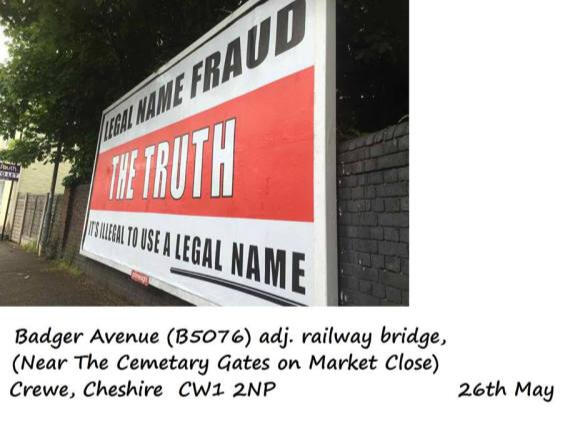 LEGAL NAME FRAUD
THE TRUTH
IT'S ILLEGAL TO USE A LEGAL NAME
Badger Avenue (B5076) adj. railway bridge,
(Near The Cemetary Gates on Market Close)
Crewe, Cheshire CW1 2NP
26th May